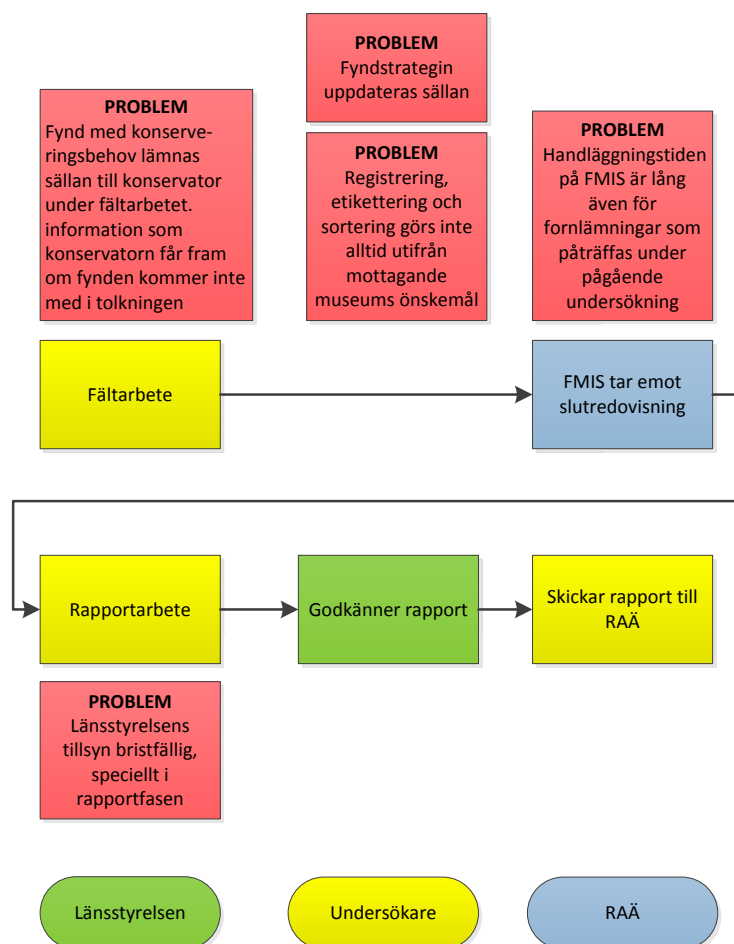 PROBLEM
Fyndstrategin
uppdateras sällan
PROBLEM
Fynd med konserve-
ringsbehov lämnas
sällan till konservator
under fältarbetet.
information som
konservatorn får fram
om fynden kommer inte
med i tolkningen
PROBLEM
Registrering,
etikettering och
sortering görs inte
alltid utifrån
mottagande
museums önskemål
PROBLEM
Handläggningstiden
på FMIS är lång
även för
fornlämningar som
påträffas under
pågående
undersökning
Fältarbete
FMIS tar emot
slutredovisning
Rapportarbete
Godkänner rapport
Skickar rapport till
RAÄ
PROBLEM
Länsstyrelsens
tillsyn bristfällig,
speciellt i
rapportfasen
Länsstyrelsen
Undersökare
RAÄ